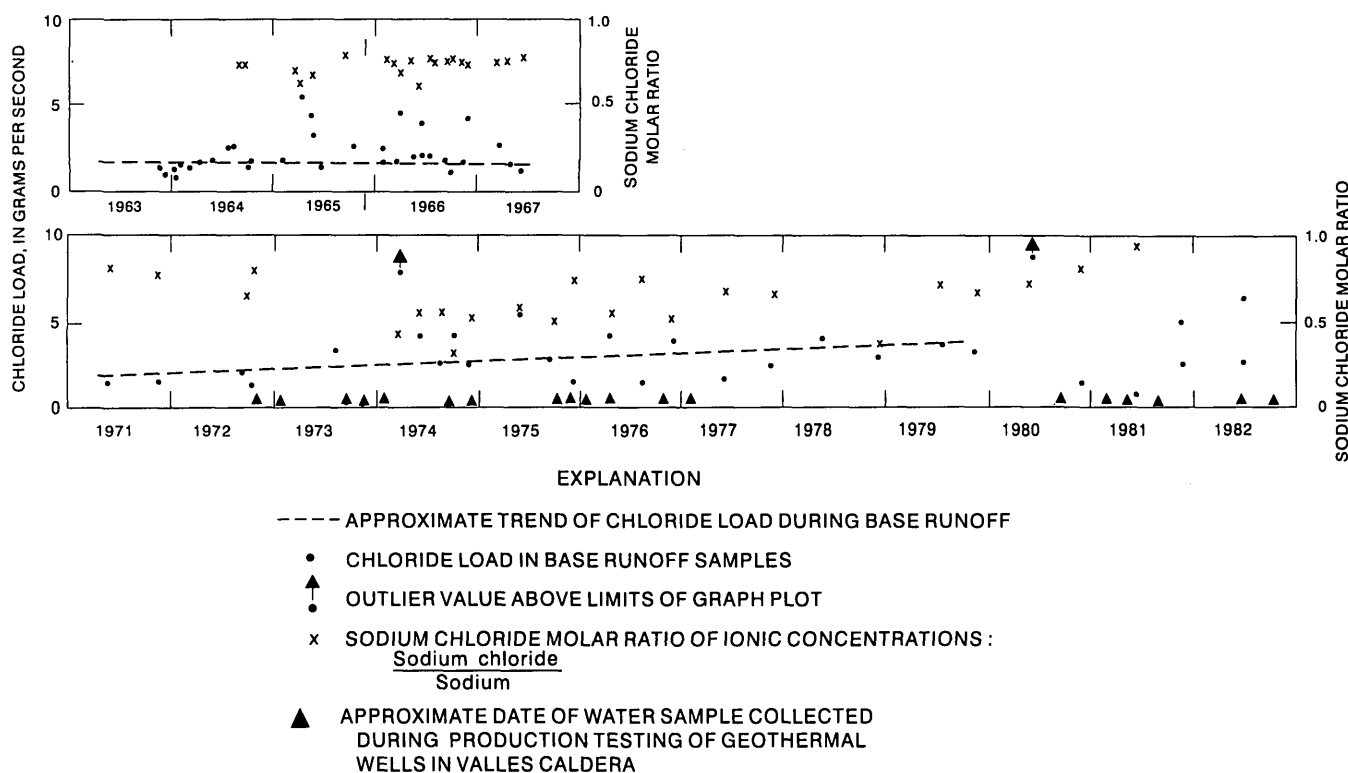 CHLORIDE LOAD, IN GRAMS PER SECOND
10
5
0
1.0
0.5
0
SODIUM CHLORIDE
MOLAR RATIO
1963 1964 1965 1966 1967
10
5
0
1.0
0.5
0
SODIUM CHLORIDE MOLAR RATIO
1971 1972 1973 1974 1975 1976 1977 1978 1979 1980 1981 1982
EXPLANATION
APPROXIMATE TREND OF CHLORIDE LOAD DURING BASE RUNOFF
CHLORIDE LOAD IN BASE RUNOFF SAMPLES
OUTLIER VALUE ABOVE LIMITS OF GRAPH PLOT
x SODIUM CHLORIDE MOLAR RATIO OF IONIC CONCENTRATIONS :
Sodium chloride
Sodium
APPROXIMATE DATE OF WATER SAMPLE COLLECTED
DURING PRODUCTION TESTING OF GEOTHERMAL
WELLS IN VALLES CALDERA